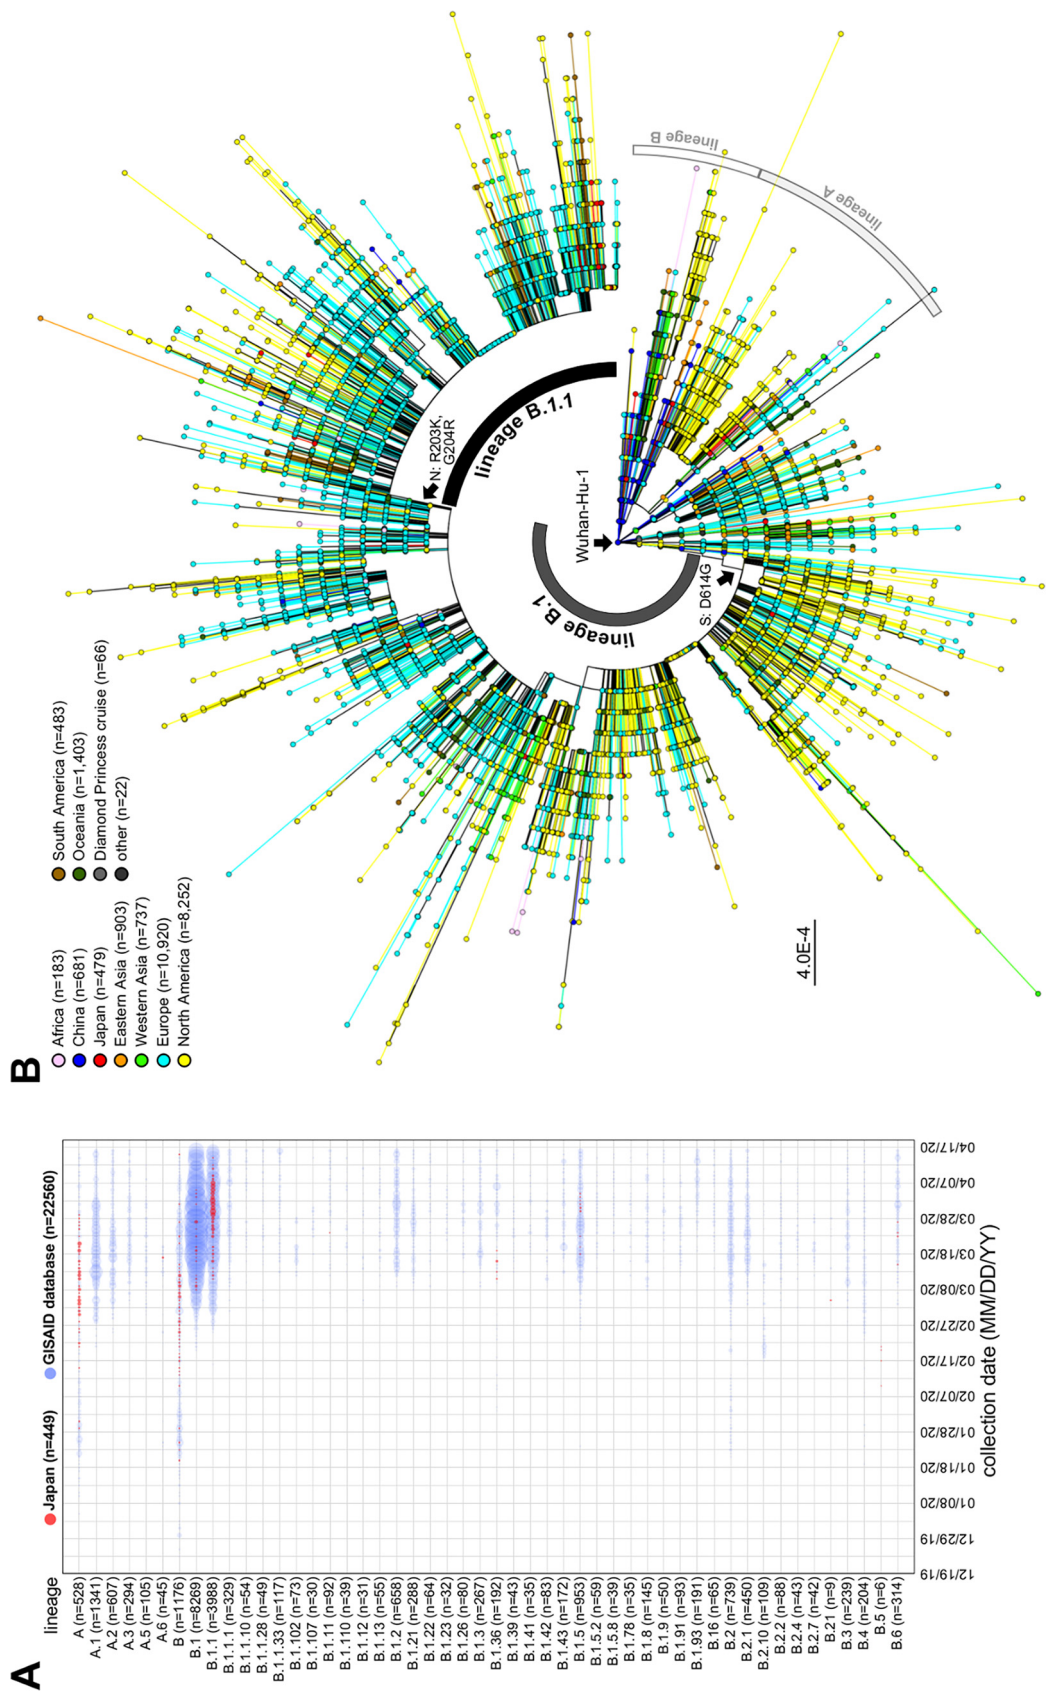 A
lineage
Japan (n=449)
GISAID database (n=22560)
A (n=528)
A.1 (n=1341)
A.2 (n=607)
A.3 (n=294)
A.5 (n=105)
A.6 (n=45)
B (n=1176)
B.1 (n=8269)
B.1.1 (n=3988)
B.1.1.1 (n=329)
B.1.1.10 (n=54)
B.1.1.28 (n=49)
B.1.1.33 (n=117)
B.1.102 (n=73)
B.1.107 (n=30)
B.1.11 (n=92)
B.1.110 (n=39)
B.1.12 (n=31)
B.1.13 (n=55)
B.1.2 (n=658)
B.1.21 (n=288)
B.1.22 (n=64)
B.1.23 (n=32)
B.1.26 (n=80)
B.1.3 (n=267)
B.1.36 (n=192)
B.1.39 (n=43)
B.1.41 (n=35)
B.1.42 (n=83)
B.1.43 (n=172)
B.1.5 (n=953)
B.1.5.2 (n=59)
B.1.5.8 (n=39)
B.1.78 (n=35)
B.1.8 (n=145)
B.1.9 (n=50)
B.1.91 (n=93)
B.1.93 (n=191)
B.16 (n=65)
B.2 (n=739)
B.2.1 (n=450)
B.2.10 (n=109)
B.2.2 (n=88)
B.2.4 (n=43)
B.2.7 (n=42)
B.21 (n=9)
B.3 (n=239)
B.4 (n=204)
B.5 (n=6)
B.6 (n=314)
12/19/19
12/29/19
01/08/20
01/18/20
01/28/20
02/07/20
02/17/20
02/27/20
03/08/20
03/18/20
03/28/20
04/07/20
04/17/20
collection date (MM/DD/YY)
B
Africa (n=183)
China (n=681)
Japan (n=479)
Eastern Asia (n=903)
Western Asia (n=737)
Europe (n=10,920)
North America (n=8,252)
South America (n=483)
Oceania (n=1,403)
Diamond Princess cruise (n=66)
other (n=22)
N: R203K,
G204R
lineage B.1.1
Wuhan-Hu-1
lineage B.1
S: D614G
lineage B
lineage A
4.0E-4